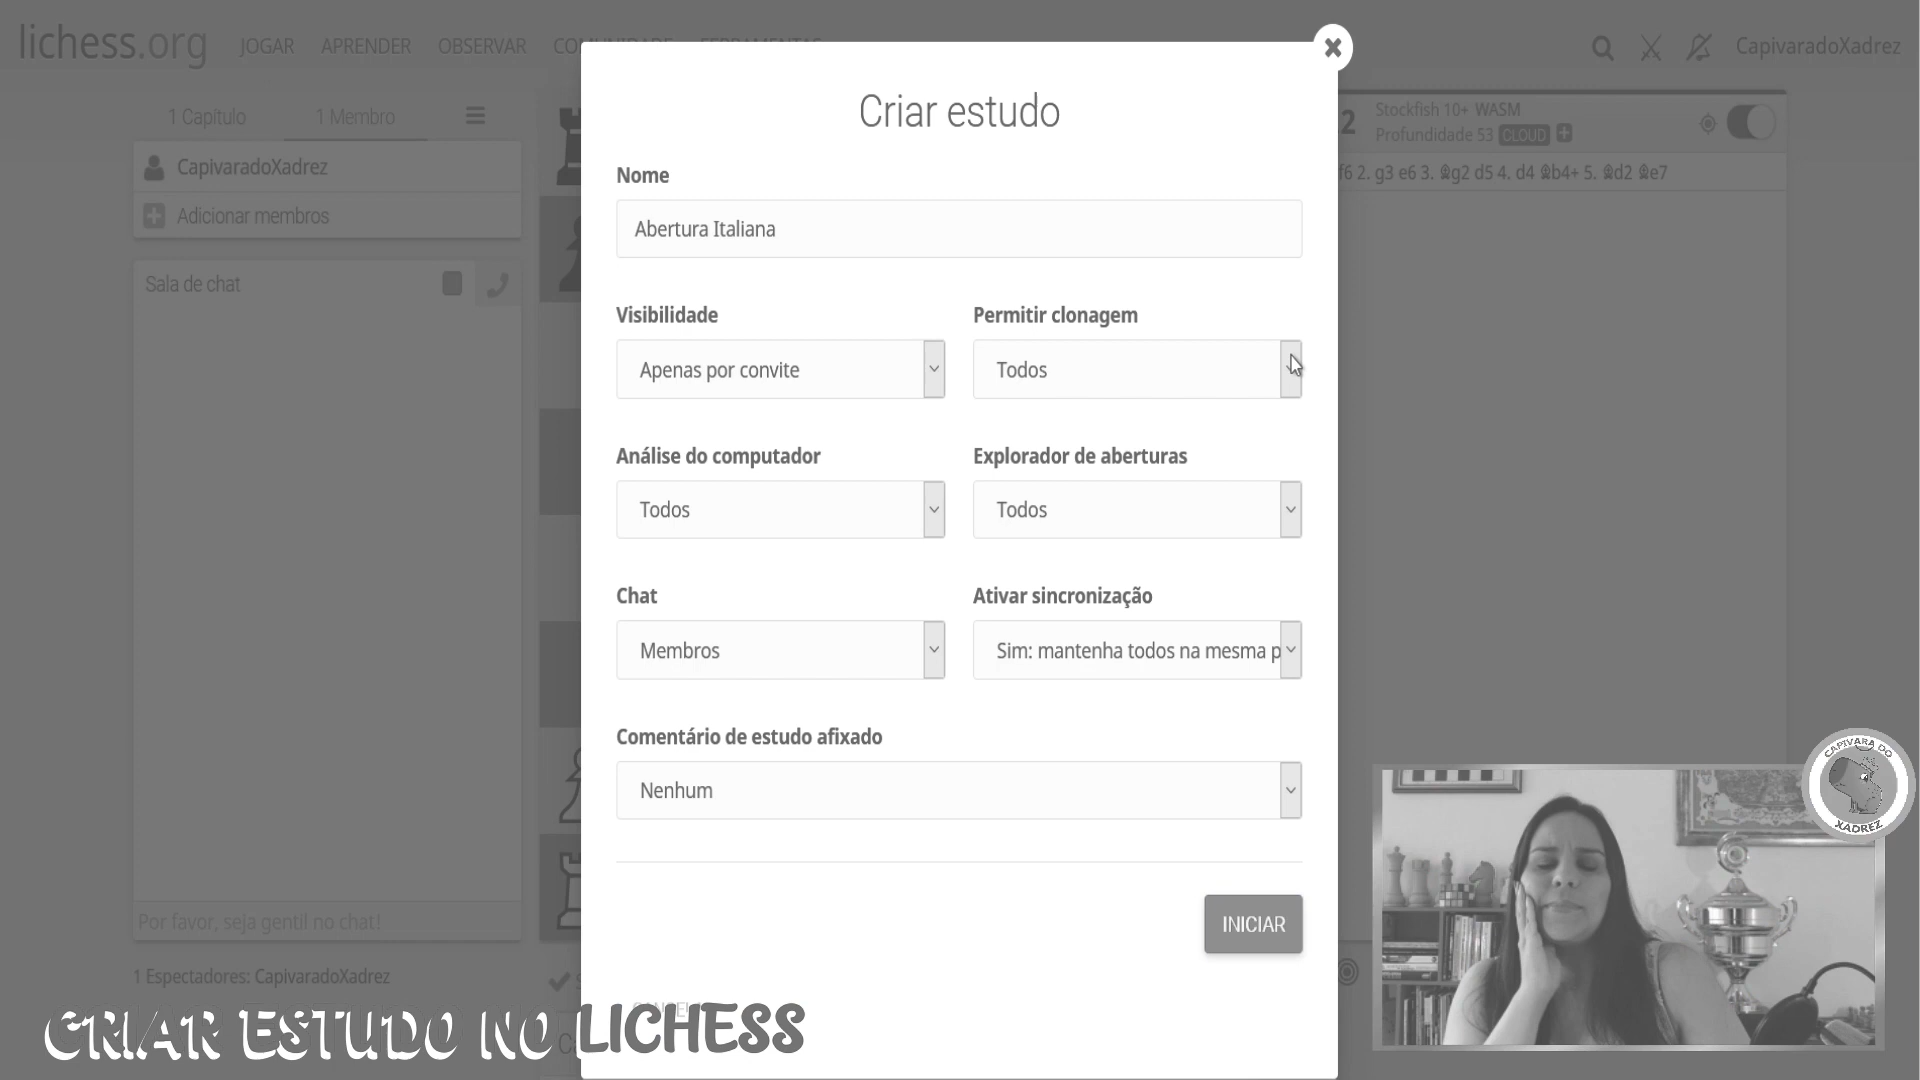 lichess.org JOGAR APRENDER OBSERVAR COMUNIDADE FERRAMENTAS CapivaradoXadrez
1 Capítulo 1 Membro
CapivaradoXadrez
Adicionar membros
Sala de chat
Por favor, seja gentil no chat!
1 Espectadores: CapivaradoXadrez
Criar estudo
Nome
Abertura Italiana
Visibilidade Permitir clonagem
Apenas por convite Todos
Análise do computador Explorador de aberturas
Todos Todos
Chat Ativar sincronização
Membros Sim: mantenha todos na mesma p
Comentário de estudo afixado
Nenhum
INICIAR
2 Stockfish 10+ WASM
Profundidade 53 CLOUD
f6 2. g3 e6 3. ♗g2 d5 4. d4 ♗b4+ 5. ♗d2 ♗e7
CAPIVARA DO
XADREZ
CRIAR ESTUDO NO LICHESS